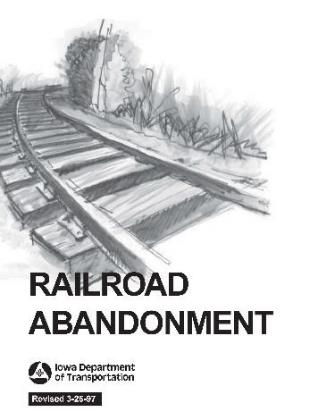 RAILROAD
ABANDONMENT
Iowa Department
of Transportation
Revised 3-25-97